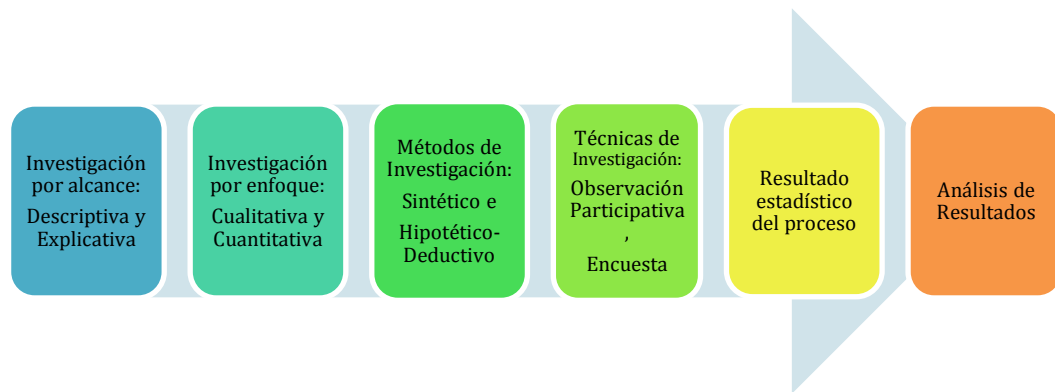 Investigación
por alcance:
Descriptiva y
Explicativa
Investigación
por enfoque:
Cualitativa y
Cuantitativa
Métodos de
Investigación:
Sintético e
Hipotético-
Deductivo
Técnicas de
Investigación:
Observación
Participativa
,
Encuesta
Resultado
estadístico
del proceso
Análisis de
Resultados